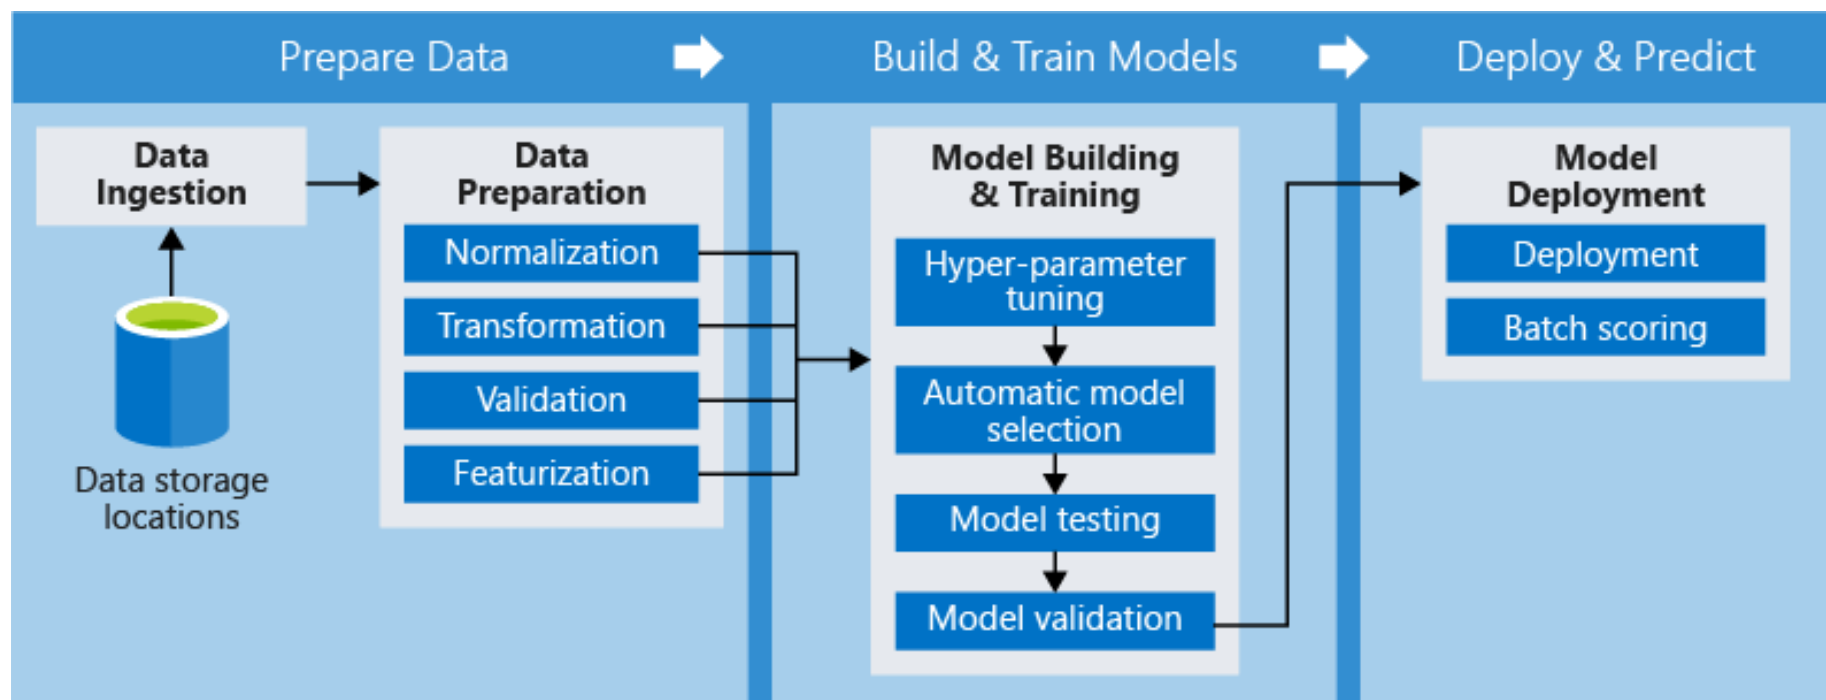 Prepare Data
Build & Train Models
Deploy & Predict
Data
Ingestion
Data storage
locations
Data
Preparation
Normalization
Transformation
Validation
Featurization
Model Building
& Training
Hyper-parameter
tuning
Automatic model
selection
Model testing
Model validation
Model
Deployment
Deployment
Batch scoring